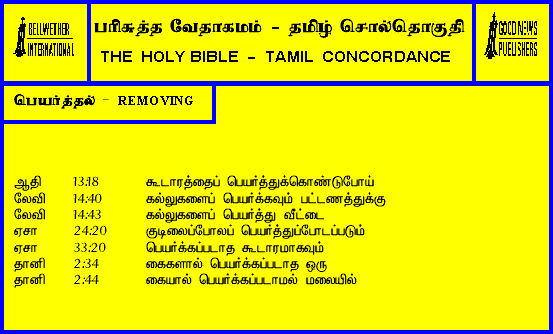 BELLWETHER
INTERNATIONAL
பரிசுத்த வேதாகமம் - தமிழ் சொல்தொகுதி
THE HOLY BIBLE - TAMIL CONCORDANCE
GOOD NEWS
PUBLISHERS
பெயர்த்தல் - REMOVING
ஆதி 13:18 கூடாரத்தைப் பெயர்த்துக்கொண்டுபோய்
லேவி 14:40 கல்லுகளைப் பெயர்க்கவும் பட்டணத்துக்கு
லேவி 14:43 கல்லுகளைப் பெயர்த்து வீட்டை
ஏசா 24:20 குடிலைப்போலப் பெயர்த்துப்போடப்படும்
ஏசா 33:20 பெயர்க்கப்படாத கூடாரமாகவும்
தானி 2:34 கைகளால் பெயர்க்கப்படாத ஒரு
தானி 2:44 கையால் பெயர்க்கப்படாமல் மலையில்